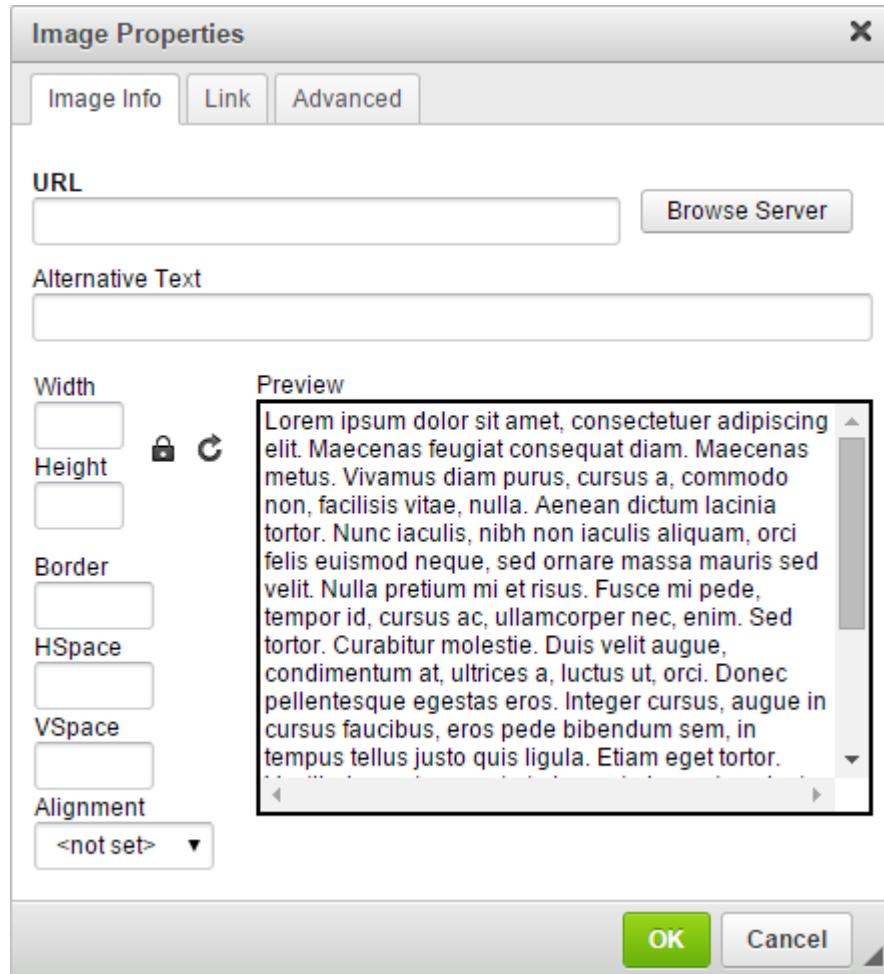 Image Properties
Image Info
Link
Advanced
URL
Browse Server
Alternative Text
Width
Height
Border
HSpace
VSpace
Alignment
<not set>
Preview
Lorem ipsum dolor sit amet, consectetuer adipiscing
elit. Maecenas feugiat consequat diam. Maecenas
metus. Vivamus diam purus, cursus a, commodo
non, facilisis vitae, nulla. Aenean dictum lacinia
tortor. Nunc iaculis, nibh non iaculis aliquam, orci
felis euismod neque, sed ornare massa mauris sed
velit. Nulla pretium mi et risus. Fusce mi pede,
tempor id, cursus ac, ullamcorper nec, enim. Sed
tortor. Curabitur molestie. Duis velit augue,
condimentum at, ultrices a, luctus ut, orci. Donec
pellentesque egestas eros. Integer cursus, augue in
cursus faucibus, eros pede bibendum sem, in
tempus tellus justo quis ligula. Etiam eget tortor.
OK
Cancel